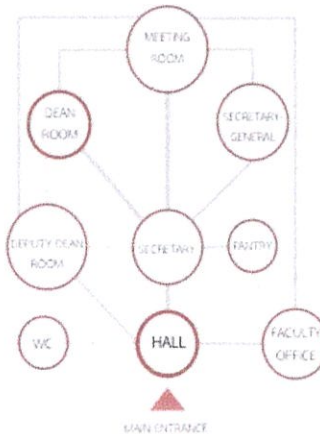 MEETING
ROOM
DEAN
ROOM
SECRETARY
GENERAL
DEPUTY DEAN
ROOM
SECRETARY
PANTRY
WC
HALL
FACULTY
OFFICE
MAIN ENTRANCE